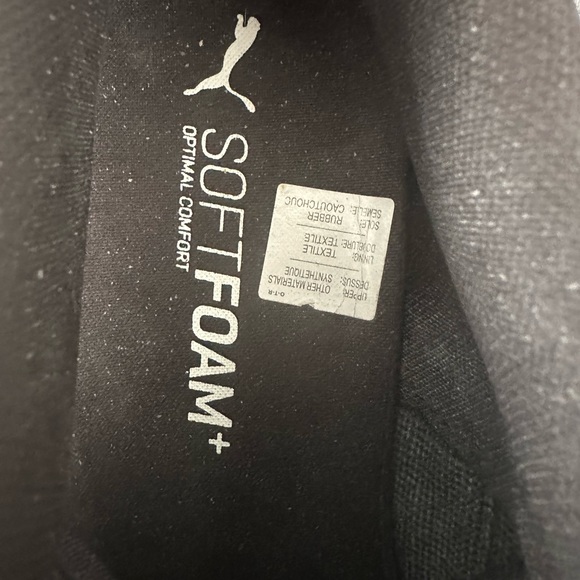 SOFTFOAM+
OPTIMAL COMFORT
UPPER: OTHER MATERIALS
DESSUS: SYNTHETIQUE
LINING: TEXTILE
DOUBLURE: TEXTILE
SOLE: RUBBER
SEMELLE: CAOUTCHOUC